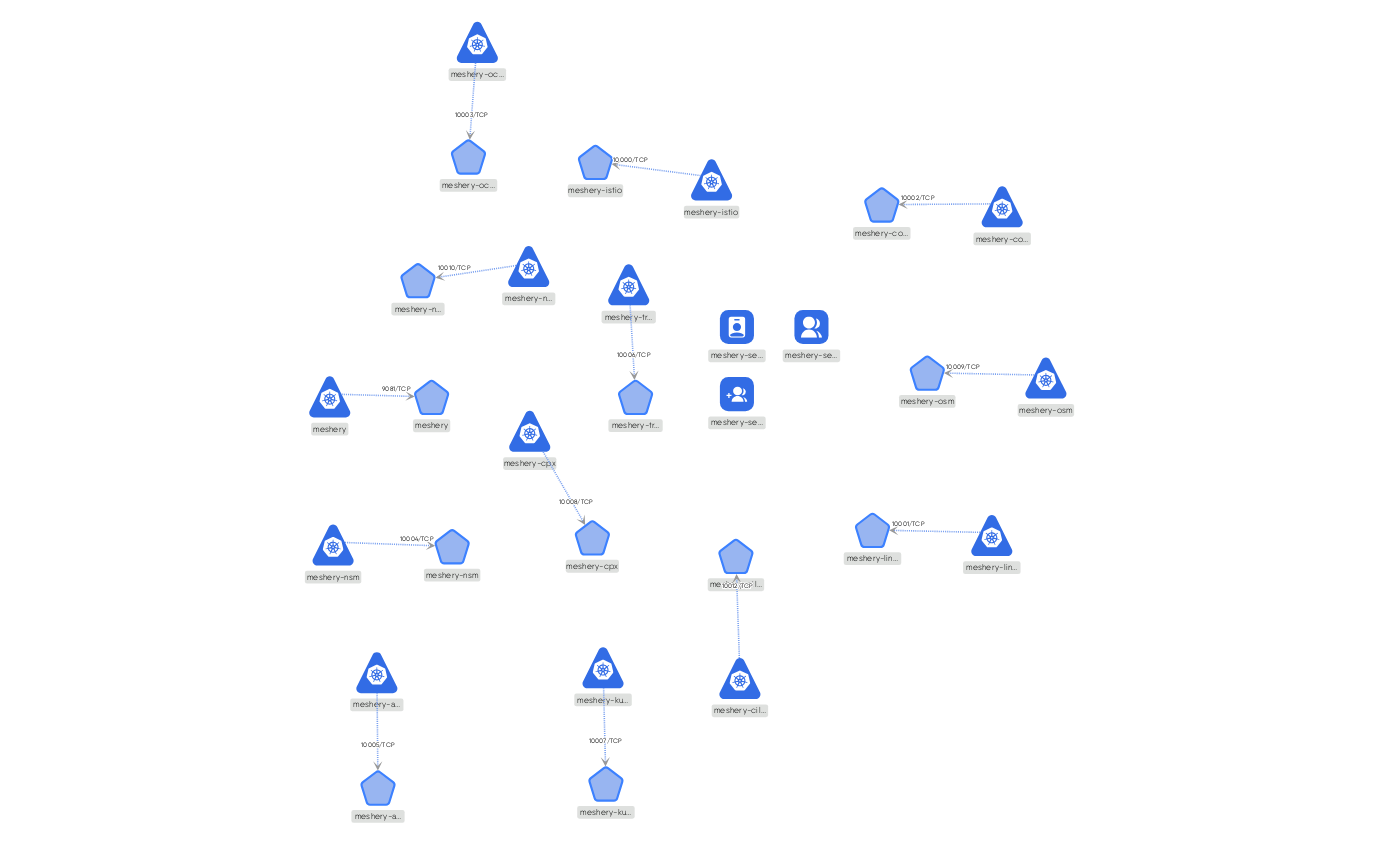 meshery-oc...
10003/TCP
meshery-oc...
10000/TCP
meshery-istio
meshery-istio
10002/TCP
meshery-co...
meshery-co...
10010/TCP
meshery-n...
meshery-n...
meshery-tr...
10006/TCP
meshery-tr...
meshery-se...
meshery-se...
meshery-se...
10009/TCP
meshery-osm
meshery-osm
9081/TCP
meshery
meshery
meshery-cpx
10008/TCP
meshery-cpx
10004/TCP
meshery-nsm
meshery-nsm
10001/TCP
meshery-lin...
meshery-lin...
10012/TCP
meshery-cil...
meshery-a...
10005/TCP
meshery-a...
meshery-ku...
10007/TCP
meshery-ku...